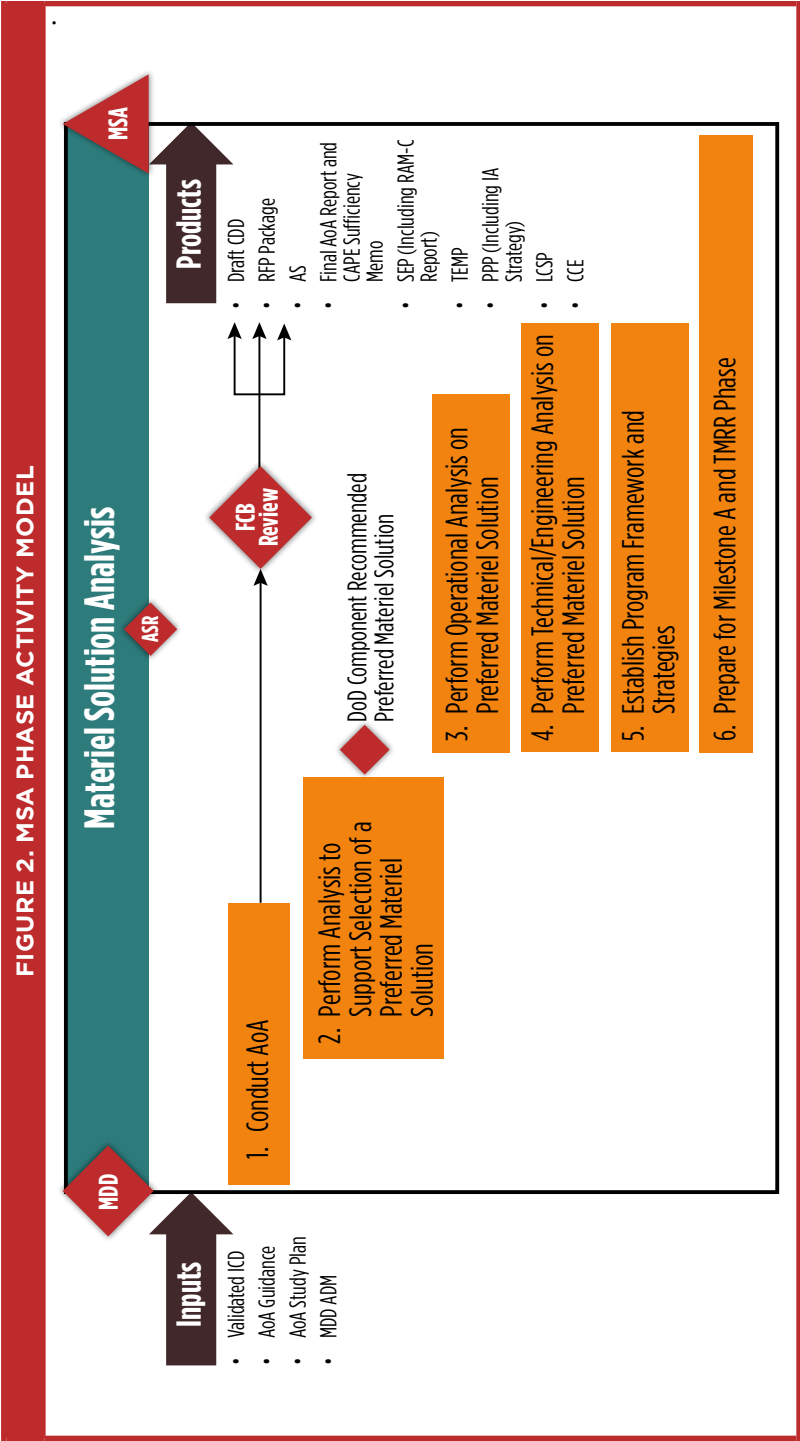 FIGURE 2. MSA PHASE ACTIVITY MODEL
Materiel Solution Analysis
MDD
ASR
MSA
Inputs
• Validated ICD
• AoA Guidance
• AoA Study Plan
• MDD ADM
1. Conduct AoA
FCB
Review
2. Perform Analysis to
Support Selection of a
Preferred Materiel
Solution
DoD Component Recommended
Preferred Materiel Solution
3. Perform Operational Analysis on
Preferred Materiel Solution
4. Perform Technical/Engineering Analysis on
Preferred Materiel Solution
5. Establish Program Framework and
Strategies
6. Prepare for Milestone A and TMRR Phase
Products
• Draft CDD
• RFP Package
• AS
• Final AoA Report and
CAPE Sufficiency
Memo
• SEP (Including RAM-C
Report)
• TEMP
• PPP (Including IA
Strategy)
• LCSP
• CCE